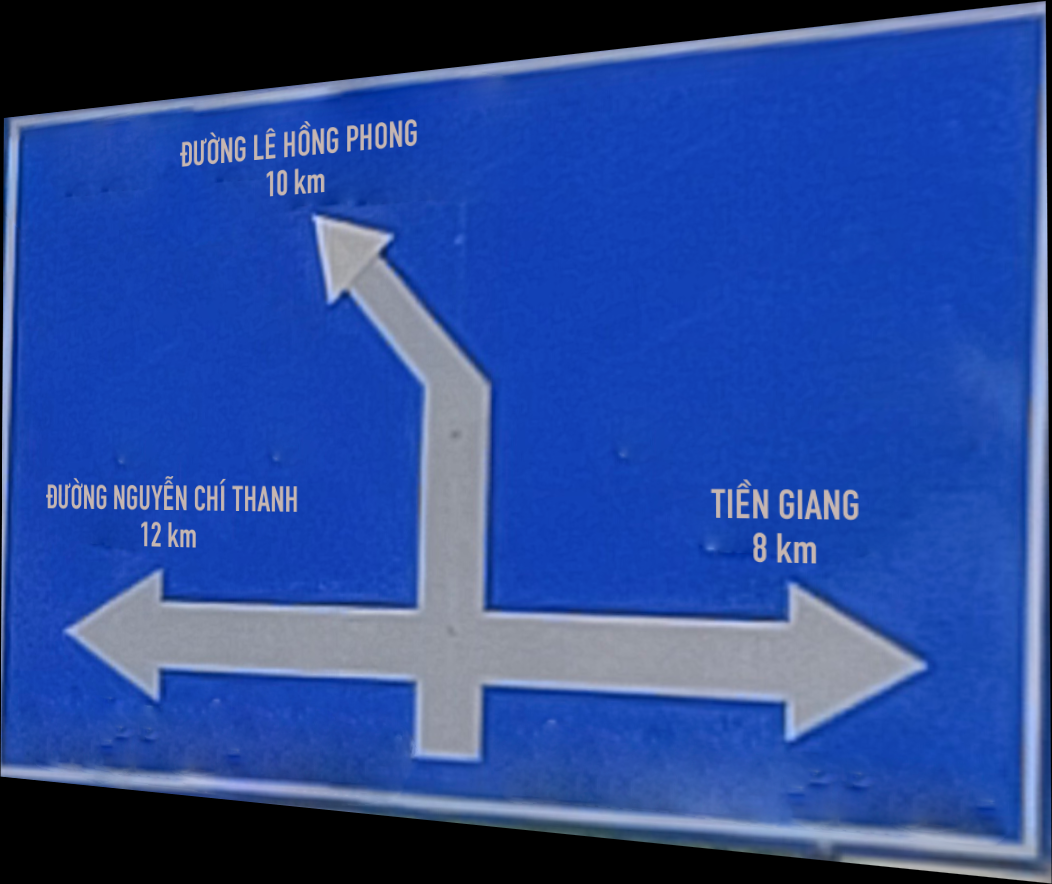 ĐƯỜNG LÊ HỒNG PHONG
10 km
ĐƯỜNG NGUYỄN CHÍ THANH
12 km
TIỀN GIANG
8 km